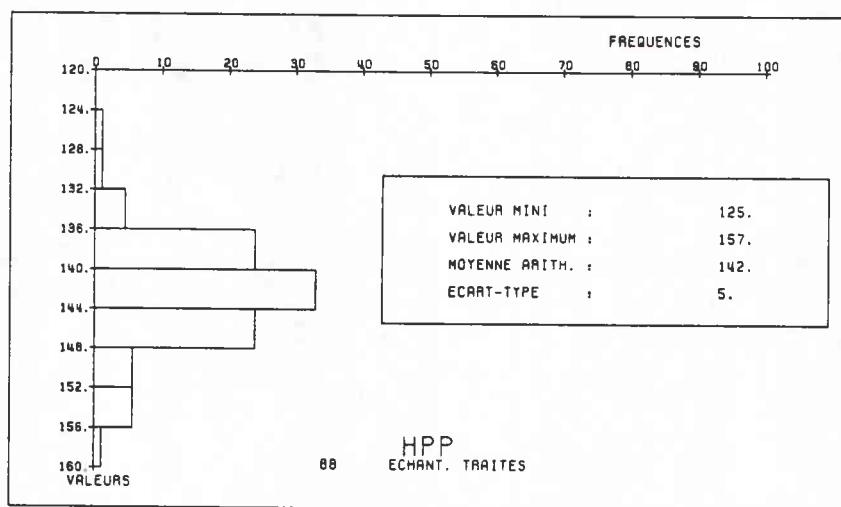 FREQUENCES
0 10 20 30 40 50 60 70 80 90 100
120.
124.
128.
132.
136.
140.
144.
148.
152.
156.
160.
VALEURS
VALEUR MINI : 125.
VALEUR MAXIMUM : 157.
MOYENNE ARITH. : 142.
ECART-TYPE : 5.
HPP
88 ECHANT. TRAITES